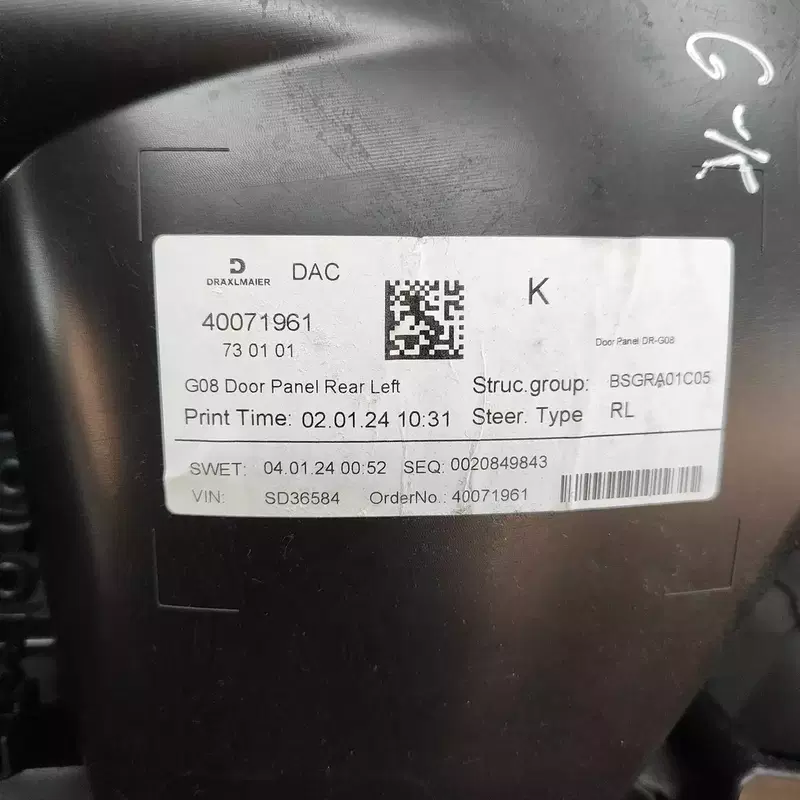 G-K
DRAXLMAIER DAC
K
40071961
73 01 01
Door Panel DR-G08
G08 Door Panel Rear Left
Struc.group: BSGRA01C05
Print Time: 02.01.24 10:31
Steer. Type RL
SWET: 04.01.24 00:52 SEQ: 0020849843
VIN: SD36584 OrderNo.: 40071961